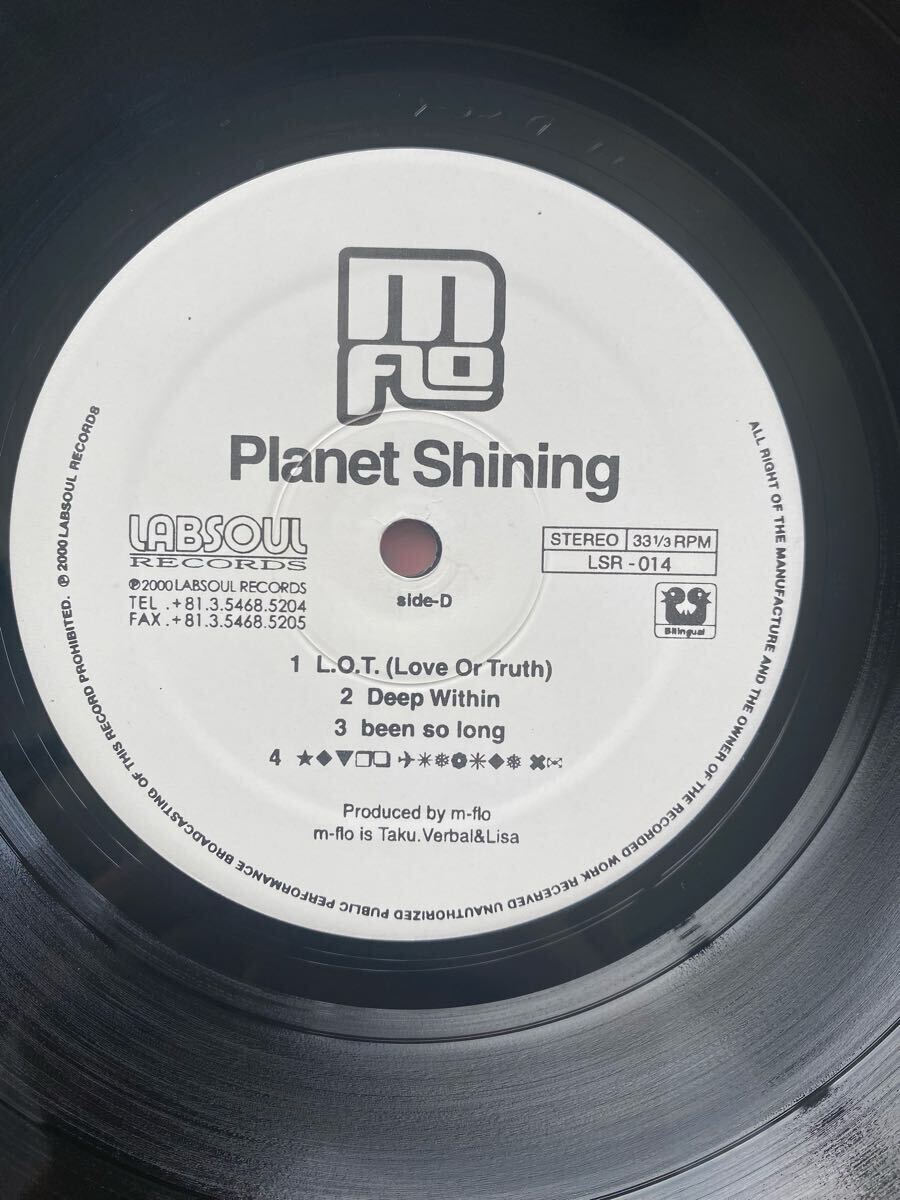 m
flo
Planet Shining
LABSOUL
RECORDS
℗2000 LABSOUL RECORDS
TEL .+81.3.5468.5204
FAX .+81.3.5468.5205
STEREO 33 1/3 RPM
LSR - 014
Bilingual
side-D
1 L.O.T. (Love Or Truth)
2 Deep Within
3 been so long
4 ★◆▼❒❏ ✈✶❄❂✳◆❄ ✖✉
Produced by m-flo
m-flo is Taku.Verbal&Lisa
ALL RIGHT OF THE MANUFACTURE AND THE OWNER OF THE RECORDED WORK RECERVED UNAUTHORIZED PUBLIC PERFORMANCE BROADCASTING OF THIS RECORD PROHIBITED. ℗ 2000 LABSOUL RECORDS